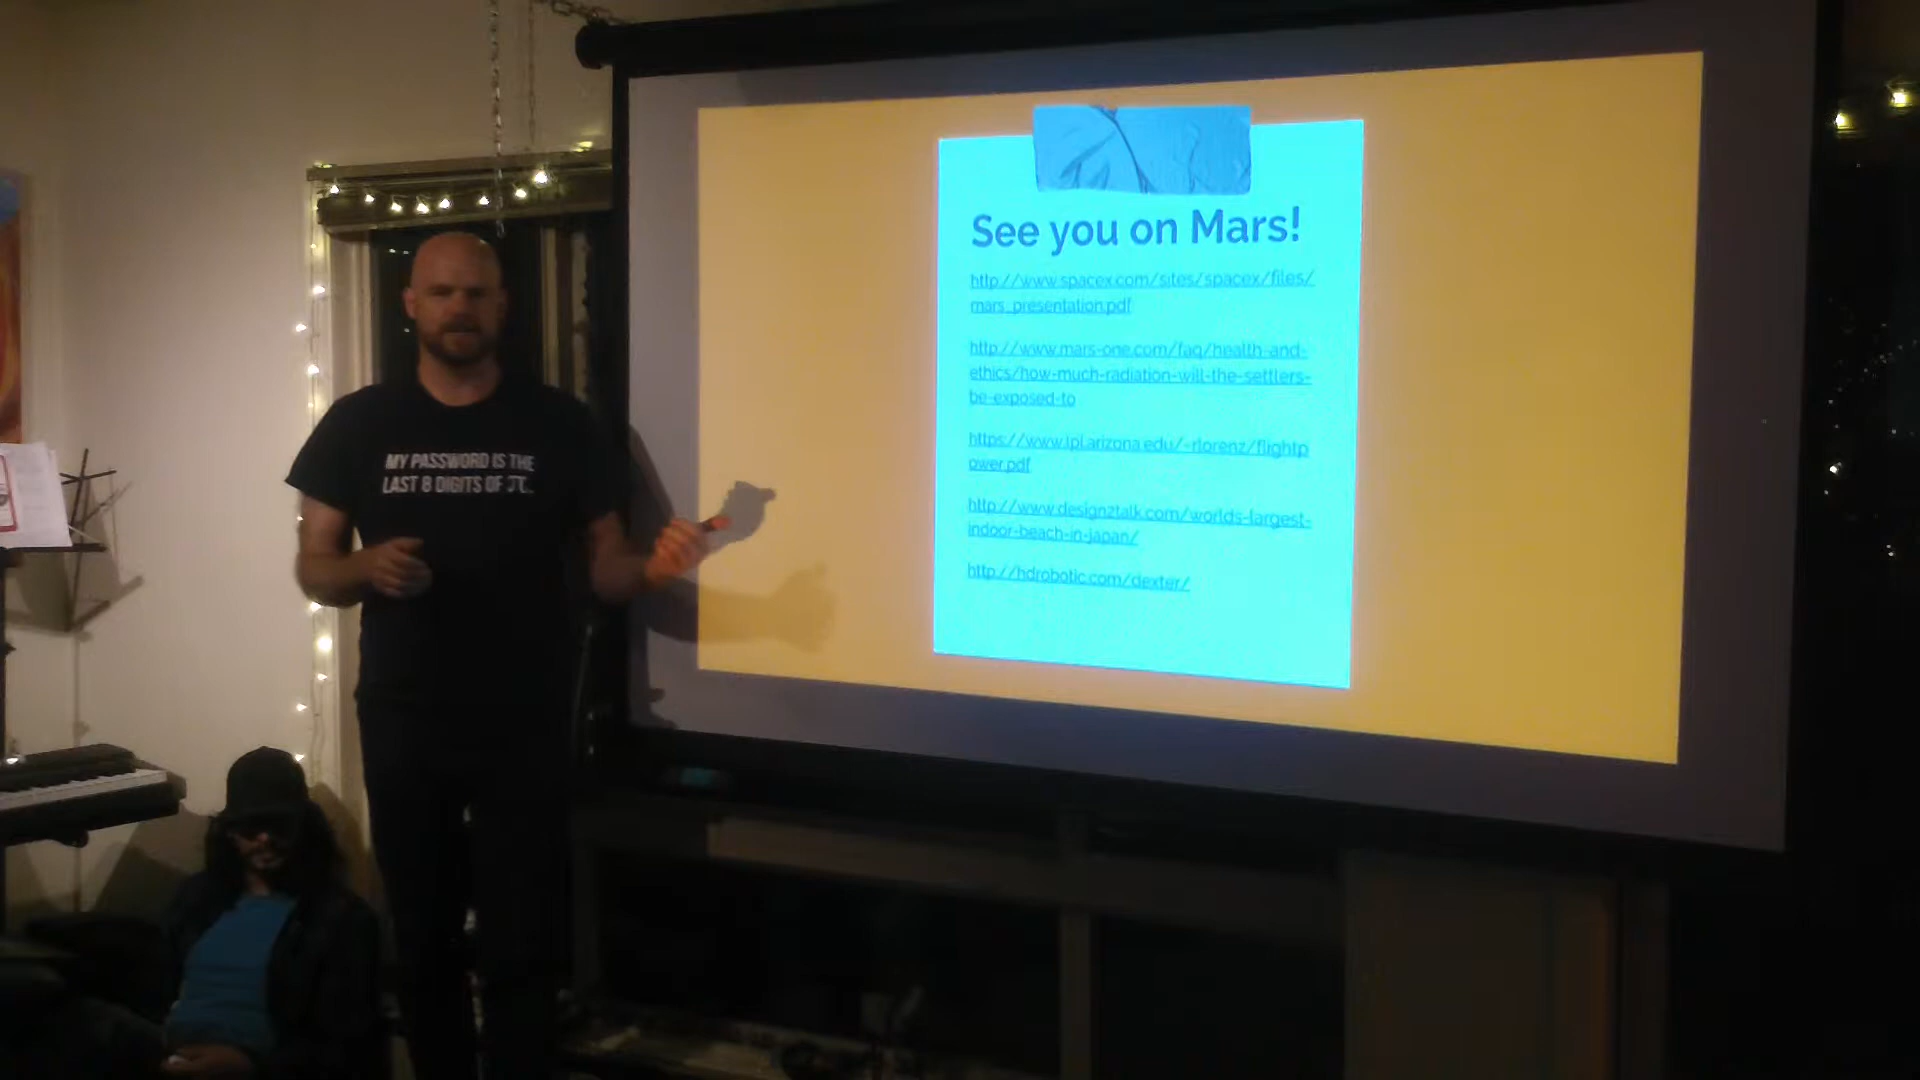 See you on Mars!
http://www.spacex.com/sites/spacex/files/
mars_presentation.pdf
http://www.mars-one.com/faq/health-and-
ethics/how-much-radiation-will-the-settlers-
be-exposed-to
https://www.lpl.arizona.edu/~rlorenz/flightp
ower.pdf
http://www.design2talk.com/worlds-largest-
indoor-beach-in-japan/
http://hdrobotic.com/dexter/
MY PASSWORD IS THE
LAST 8 DIGITS OF π.